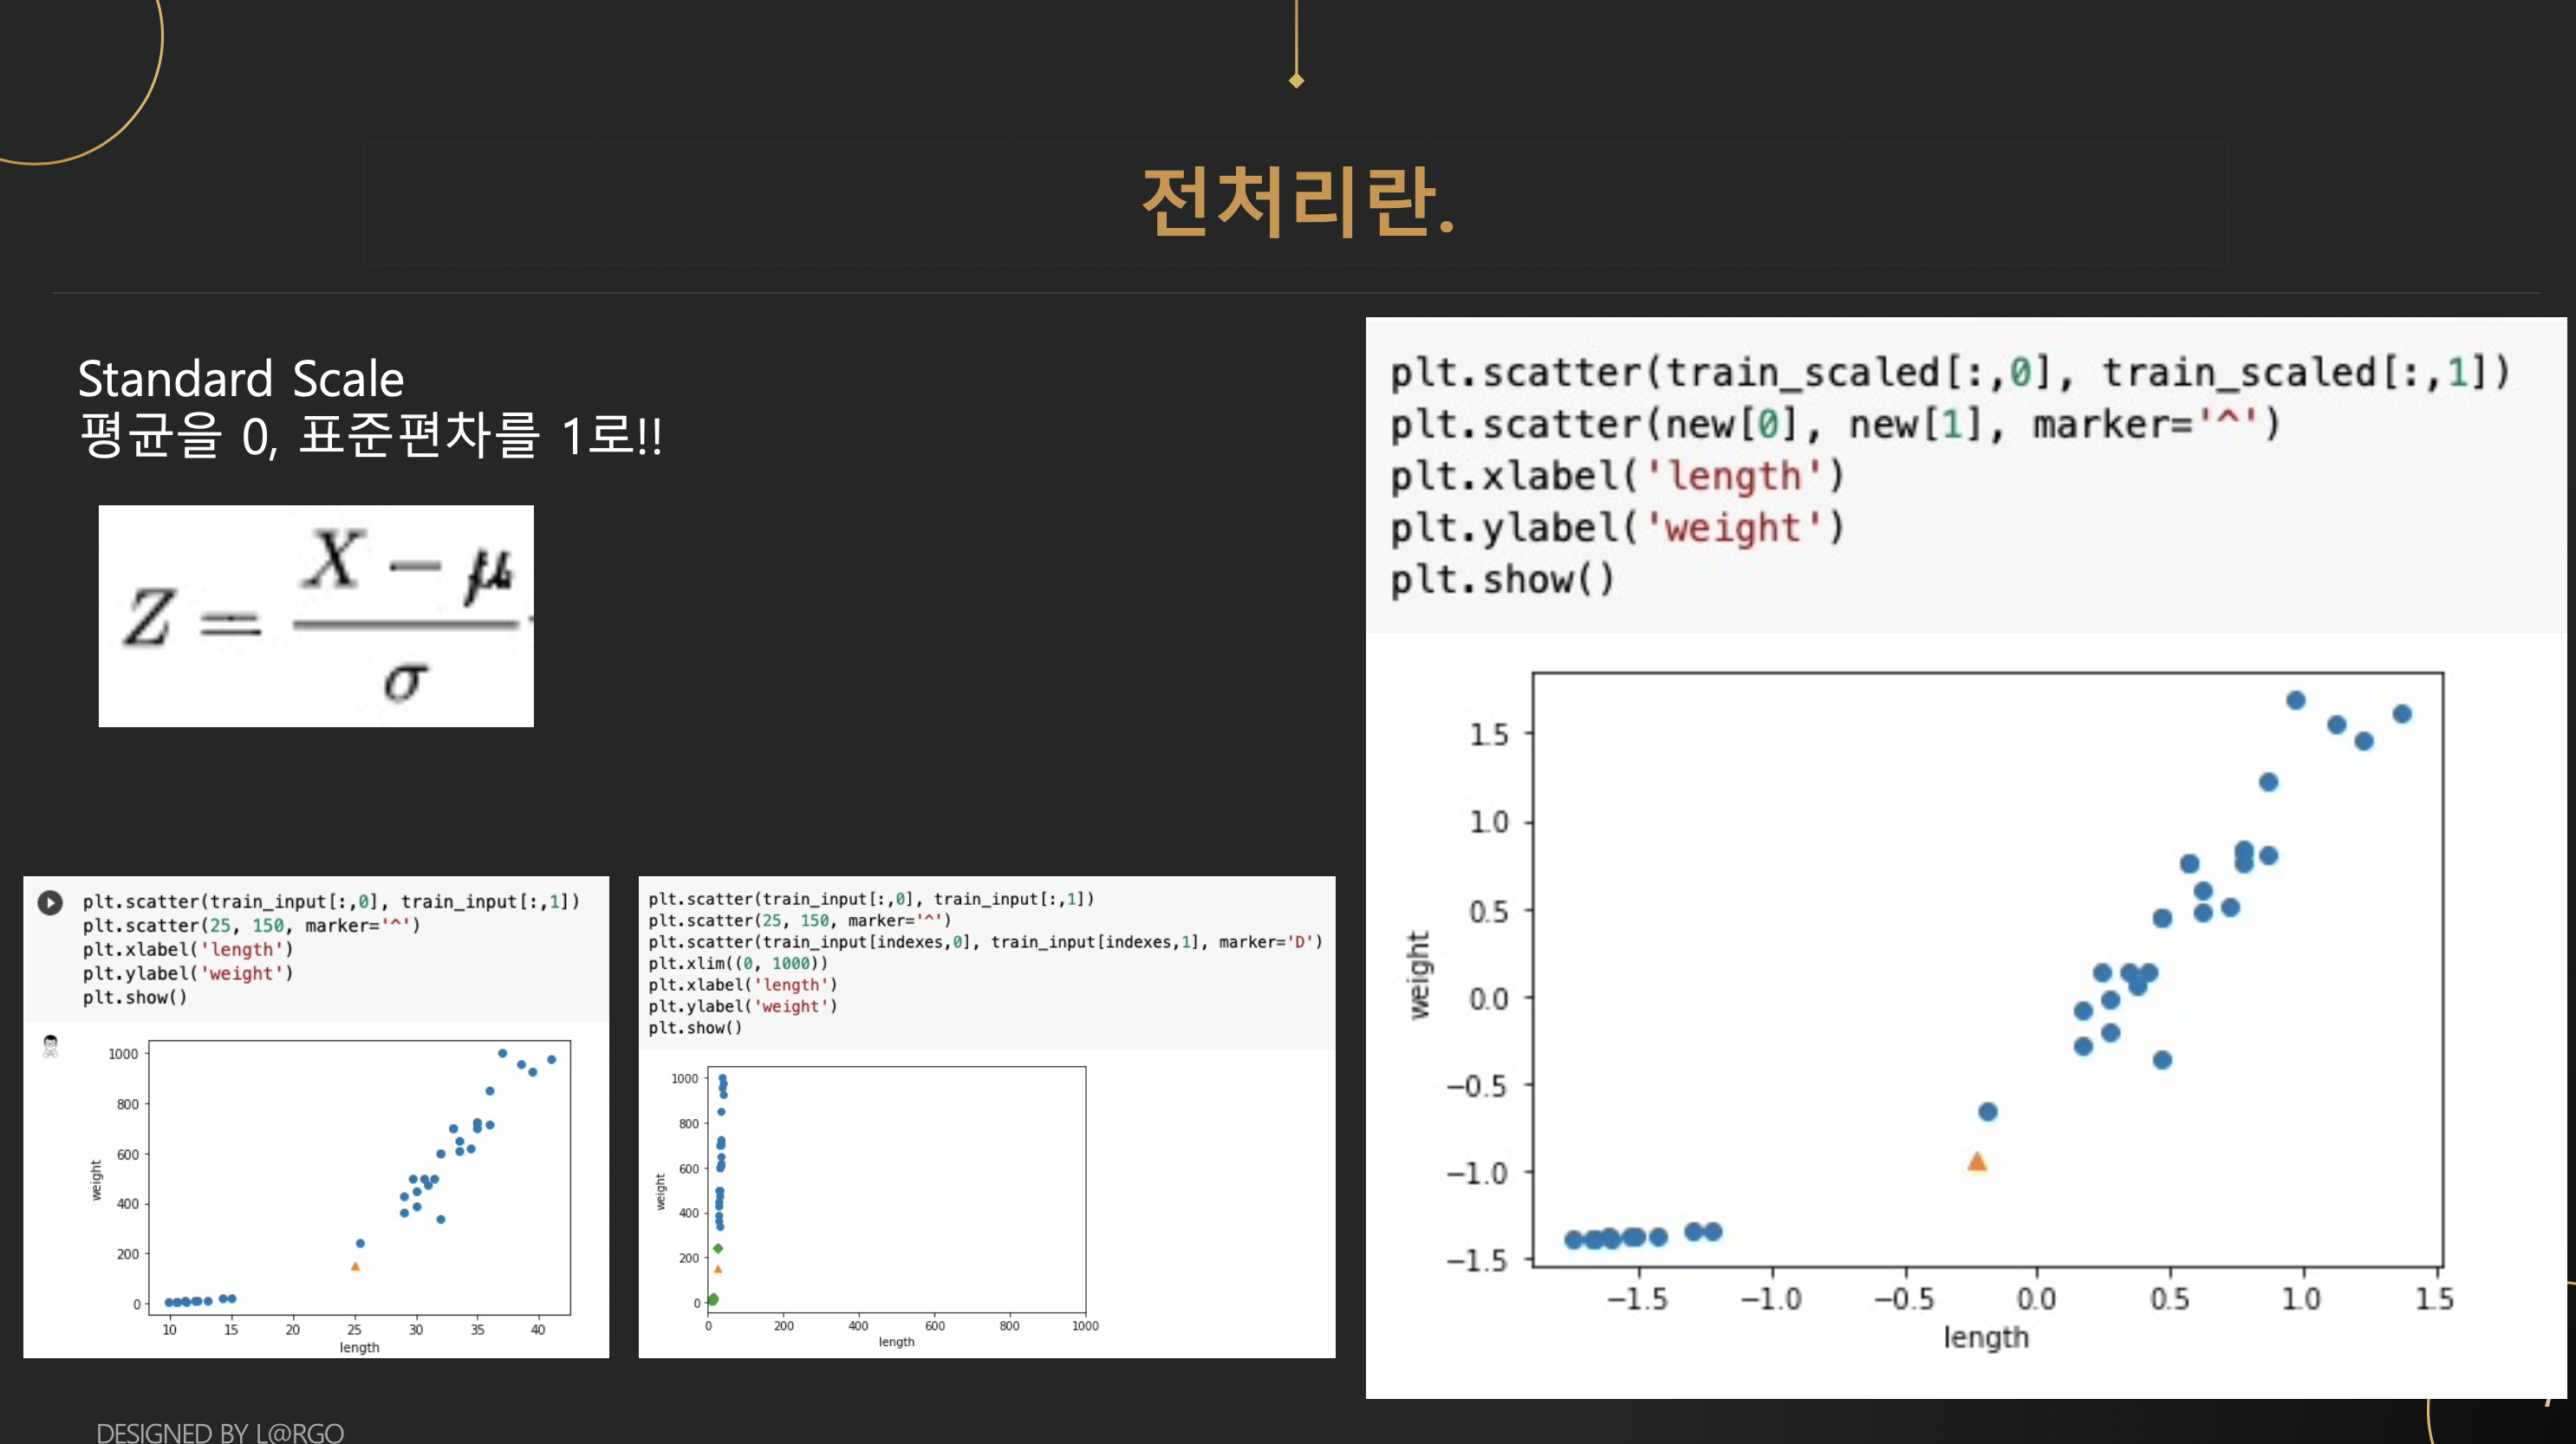 전처리란.
Standard Scale
평균을 0, 표준편차를 1로!!
Z = X − μ
σ
plt.scatter(train_input[:,0], train_input[:,1])
plt.scatter(25, 150, marker='^')
plt.xlabel('length')
plt.ylabel('weight')
plt.show()
1000
800
600
400
200
0
weight
10 15 20 25 30 35 40
length
plt.scatter(train_input[:,0], train_input[:,1])
plt.scatter(25, 150, marker='^')
plt.scatter(train_input[indexes,0], train_input[indexes,1], marker='D')
plt.xlim((0, 1000))
plt.xlabel('length')
plt.ylabel('weight')
plt.show()
1000
800
600
400
200
0
weight
0 200 400 600 800 1000
length
plt.scatter(train_scaled[:,0], train_scaled[:,1])
plt.scatter(new[0], new[1], marker='^')
plt.xlabel('length')
plt.ylabel('weight')
plt.show()
1.5
1.0
0.5
0.0
−0.5
−1.0
−1.5
weight
−1.5 −1.0 −0.5 0.0 0.5 1.0 1.5
length
DESIGNED BY L@RGO